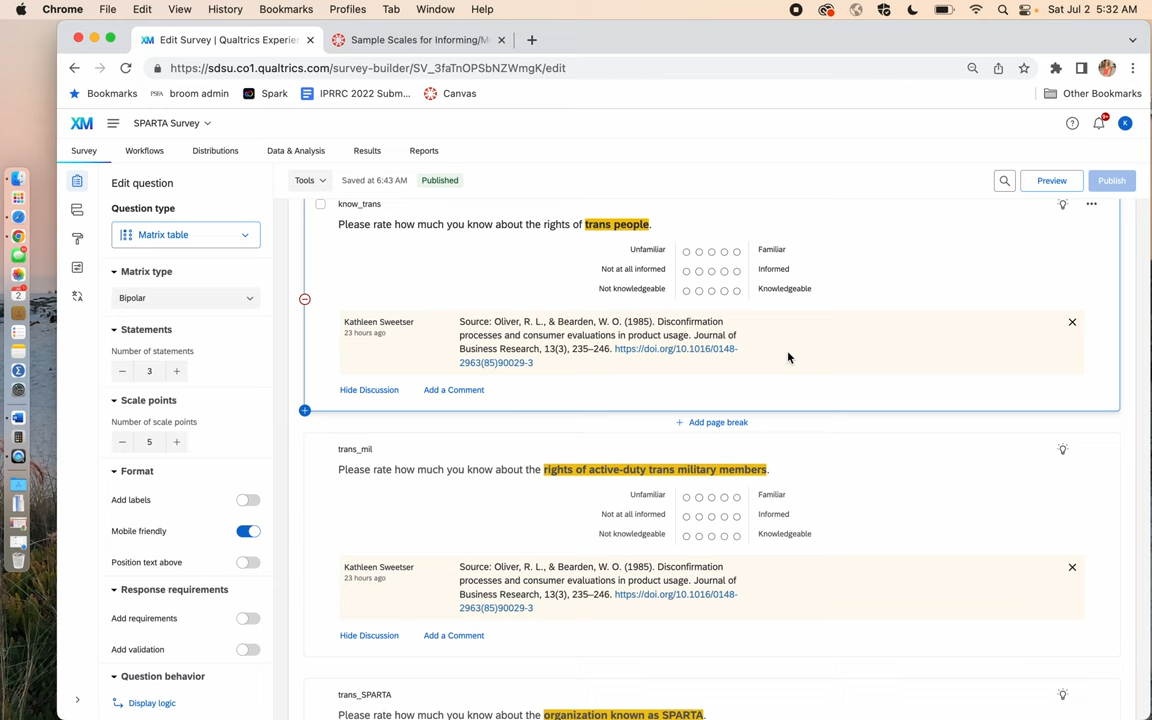 Chrome File Edit View History Bookmarks Profiles Tab Window Help Sat Jul 2 5:32 AM
XM Edit Survey | Qualtrics Experien × Sample Scales for Informing/M × +
https://sdsu.co1.qualtrics.com/survey-builder/SV_3faTnOPSbNZWmgK/edit
Bookmarks PSFA broom admin Spark IPRRC 2022 Subm... Canvas Other Bookmarks
XM SPARTA Survey ? 9+ K
Survey Workflows Distributions Data & Analysis Results Reports
Edit question
Tools Saved at 6:43 AM Published Preview Publish
Question type
Matrix table
Matrix type
Bipolar
Statements
Number of statements
− 3 +
Scale points
Number of scale points
− 5 +
Format
Add labels
Mobile friendly
Position text above
Response requirements
Add requirements
Add validation
Question behavior
Display logic
know_trans
Please rate how much you know about the rights of trans people.
Unfamiliar Familiar
Not at all informed Informed
Not knowledgeable Knowledgeable
Kathleen Sweetser
23 hours ago
Source: Oliver, R. L., & Bearden, W. O. (1985). Disconfirmation
processes and consumer evaluations in product usage. Journal of
Business Research, 13(3), 235–246. https://doi.org/10.1016/0148-
2963(85)90029-3
Hide Discussion Add a Comment
+ Add page break
trans_mil
Please rate how much you know about the rights of active-duty trans military members.
Unfamiliar Familiar
Not at all informed Informed
Not knowledgeable Knowledgeable
Kathleen Sweetser
23 hours ago
Source: Oliver, R. L., & Bearden, W. O. (1985). Disconfirmation
processes and consumer evaluations in product usage. Journal of
Business Research, 13(3), 235–246. https://doi.org/10.1016/0148-
2963(85)90029-3
Hide Discussion Add a Comment
trans_SPARTA
Please rate how much you know about the organization known as SPARTA.